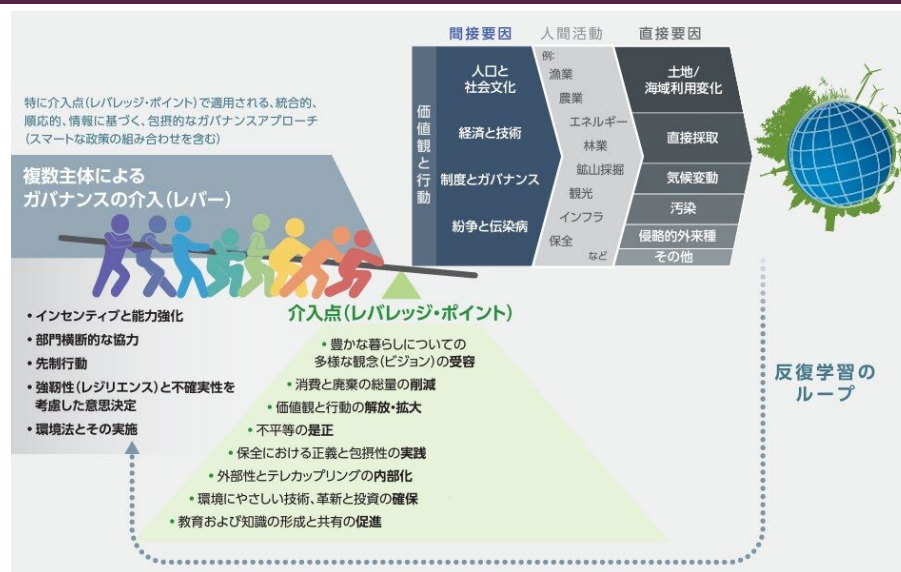 間接要因
人間活動
直接要因
価値観と行動
人口と
社会文化
経済と技術
制度とガバナンス
紛争と伝染病
例:
漁業
農業
エネルギー
林業
鉱山採掘
観光
インフラ
保全
など
土地/
海域利用変化
直接採取
気候変動
汚染
侵略的外来種
その他
特に介入点(レバレッジ・ポイント)で適用される、統合的、
順応的、情報に基づく、包摂的なガバナンスアプローチ
(スマートな政策の組み合わせを含む)
複数主体による
ガバナンスの介入(レバー)
・インセンティブと能力強化
・部門横断的な協力
・先制行動
・強靭性(レジリエンス)と不確実性を
考慮した意思決定
・環境法とその実施
介入点(レバレッジ・ポイント)
・豊かな暮らしについての
多様な観念(ビジョン)の受容
・消費と廃棄の総量の削減
・価値観と行動の解放・拡大
・不平等の是正
・保全における正義と包摂性の実践
・外部性とテレカップリングの内部化
・環境にやさしい技術、革新と投資の確保
・教育および知識の形成と共有の促進
反復学習の
ループ